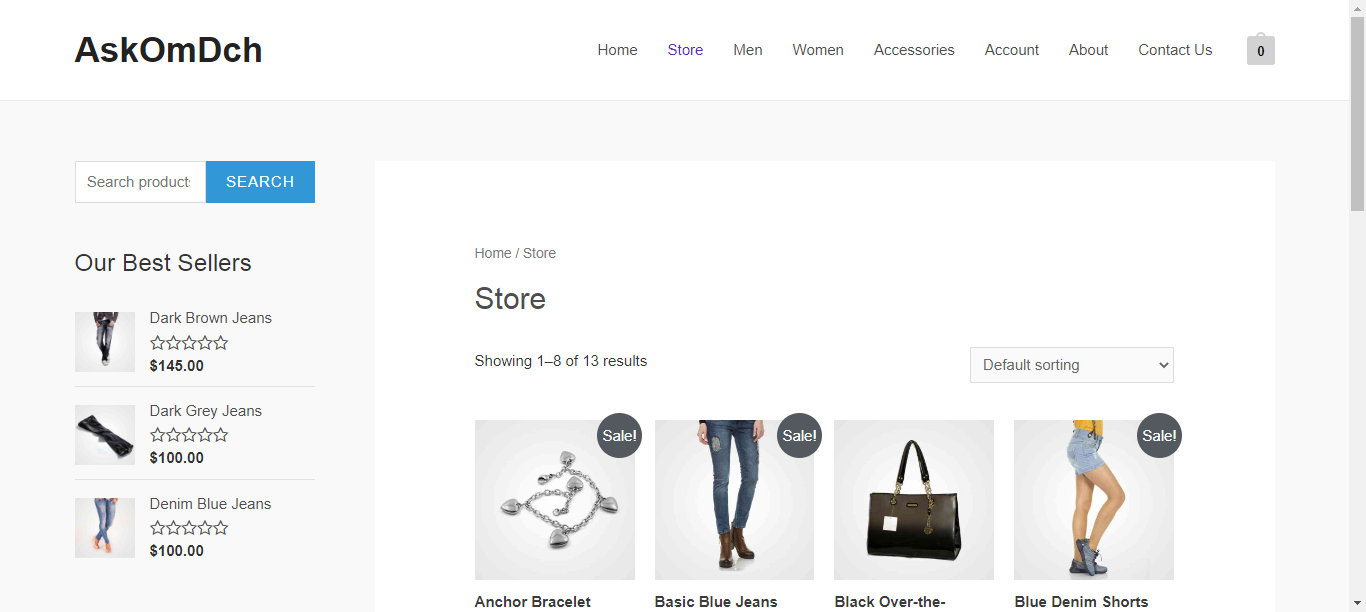 AskOmDch
Home
Store
Men
Women
Accessories
Account
About
Contact Us
0
Search product
SEARCH
Our Best Sellers
Dark Brown Jeans
$145.00
Dark Grey Jeans
$100.00
Denim Blue Jeans
$100.00
Home / Store
Store
Showing 1–8 of 13 results
Default sorting
Sale!
Sale!
Sale!
Anchor Bracelet
Basic Blue Jeans
Black Over-the-
Blue Denim Shorts